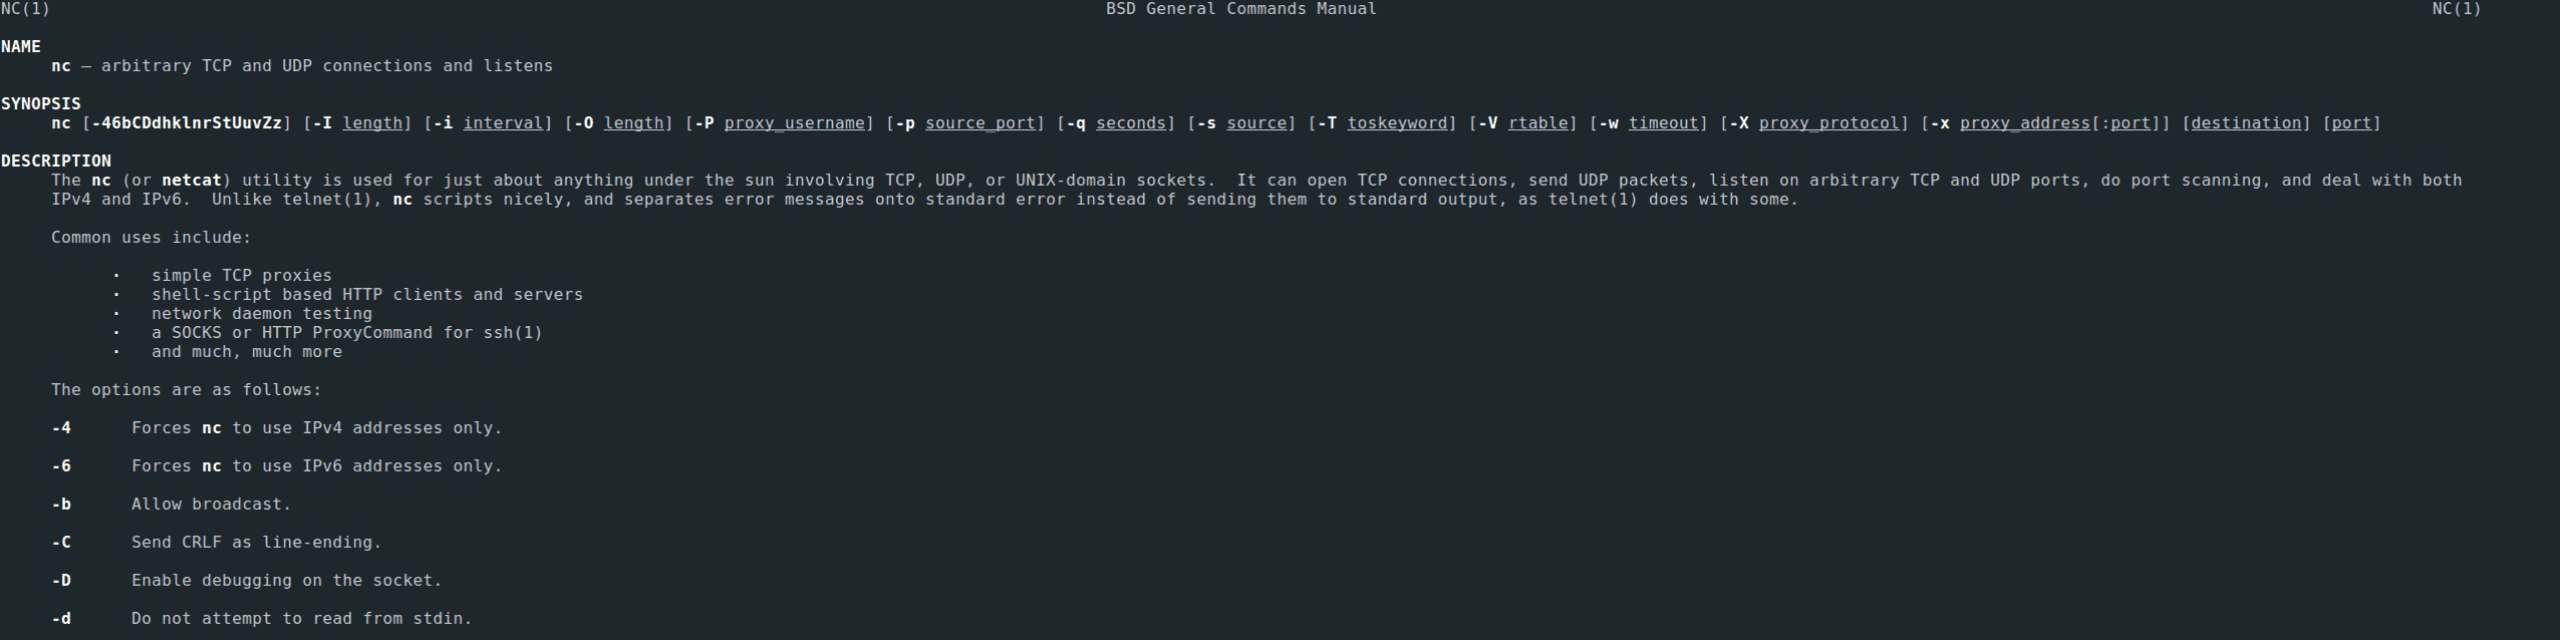 NC(1) BSD General Commands Manual NC(1)
NAME
nc — arbitrary TCP and UDP connections and listens
SYNOPSIS
nc [-46bCDdhklnrStUuvZz] [-I length] [-i interval] [-O length] [-P proxy_username] [-p source_port] [-q seconds] [-s source] [-T toskeyword] [-V rtable] [-w timeout] [-X proxy_protocol] [-x proxy_address[:port]] [destination] [port]
DESCRIPTION
The nc (or netcat) utility is used for just about anything under the sun involving TCP, UDP, or UNIX-domain sockets.  It can open TCP connections, send UDP packets, listen on arbitrary TCP and UDP ports, do port scanning, and deal with both
IPv4 and IPv6.  Unlike telnet(1), nc scripts nicely, and separates error messages onto standard error instead of sending them to standard output, as telnet(1) does with some.
Common uses include:
·   simple TCP proxies
·   shell-script based HTTP clients and servers
·   network daemon testing
·   a SOCKS or HTTP ProxyCommand for ssh(1)
·   and much, much more
The options are as follows:
-4      Forces nc to use IPv4 addresses only.
-6      Forces nc to use IPv6 addresses only.
-b      Allow broadcast.
-C      Send CRLF as line-ending.
-D      Enable debugging on the socket.
-d      Do not attempt to read from stdin.